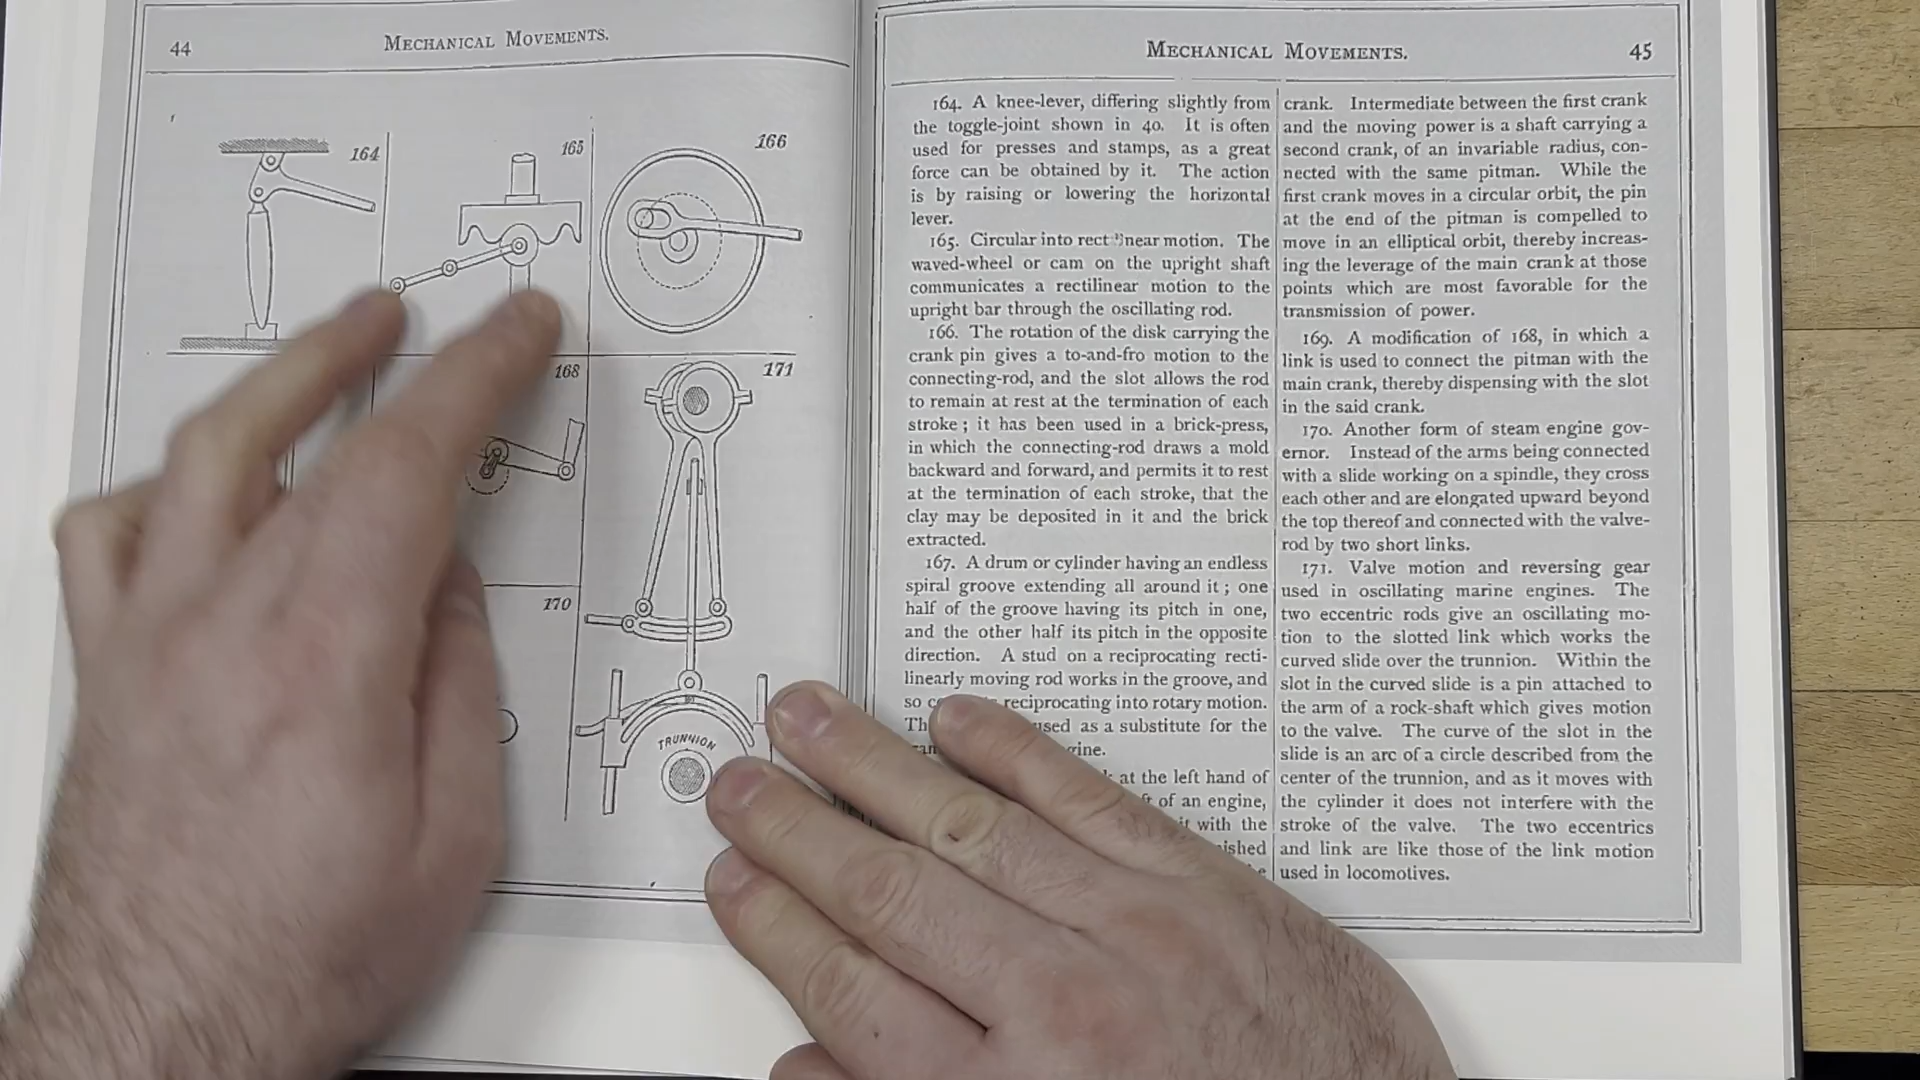 44
MECHANICAL MOVEMENTS.
164
165
166
168
171
170
TRUNNION
MECHANICAL MOVEMENTS.
45
164. A knee-lever, differing slightly from
the toggle-joint shown in 40. It is often
used for presses and stamps, as a great
force can be obtained by it. The action
is by raising or lowering the horizontal
lever.
165. Circular into rect near motion. The
waved-wheel or cam on the upright shaft
communicates a rectilinear motion to the
upright bar through the oscillating rod.
166. The rotation of the disk carrying the
crank pin gives a to-and-fro motion to the
connecting-rod, and the slot allows the rod
to remain at rest at the termination of each
stroke; it has been used in a brick-press,
in which the connecting-rod draws a mold
backward and forward, and permits it to rest
at the termination of each stroke, that the
clay may be deposited in it and the brick
extracted.
167. A drum or cylinder having an endless
spiral groove extending all around it; one
half of the groove having its pitch in one,
and the other half its pitch in the opposite
direction. A stud on a reciprocating recti-
linearly moving rod works in the groove, and
so reciprocating into rotary motion.
used as a substitute for the
at the left hand of
of an engine,
it with the
crank. Intermediate between the first crank
and the moving power is a shaft carrying a
second crank, of an invariable radius, con-
nected with the same pitman. While the
first crank moves in a circular orbit, the pin
at the end of the pitman is compelled to
move in an elliptical orbit, thereby increas-
ing the leverage of the main crank at those
points which are most favorable for the
transmission of power.
169. A modification of 168, in which a
link is used to connect the pitman with the
main crank, thereby dispensing with the slot
in the said crank.
170. Another form of steam engine gov-
ernor. Instead of the arms being connected
with a slide working on a spindle, they cross
each other and are elongated upward beyond
the top thereof and connected with the valve-
rod by two short links.
171. Valve motion and reversing gear
used in oscillating marine engines. The
two eccentric rods give an oscillating mo-
tion to the slotted link which works the
curved slide over the trunnion. Within the
slot in the curved slide is a pin attached to
the arm of a rock-shaft which gives motion
to the valve. The curve of the slot in the
slide is an arc of a circle described from the
center of the trunnion, and as it moves with
the cylinder it does not interfere with the
stroke of the valve. The two eccentrics
and link are like those of the link motion
used in locomotives.